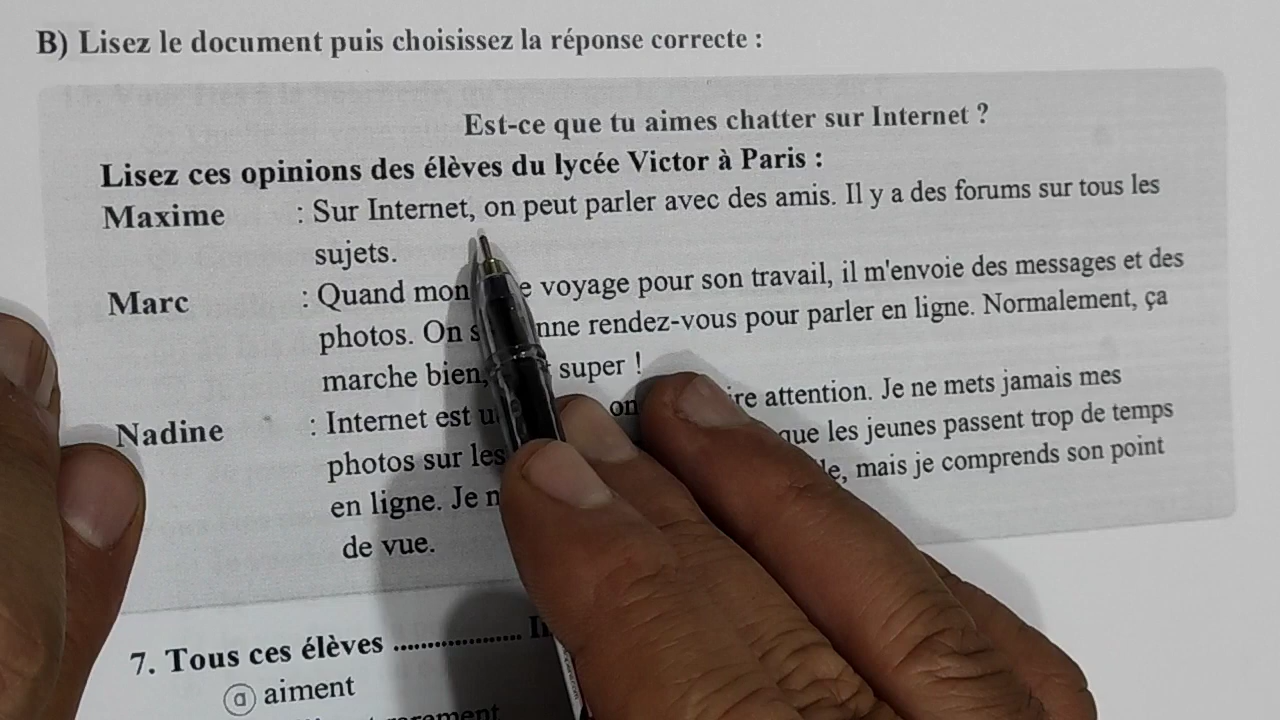 B) Lisez le document puis choisissez la réponse correcte :
Est-ce que tu aimes chatter sur Internet ?
Lisez ces opinions des élèves du lycée Victor à Paris :
Maxime : Sur Internet, on peut parler avec des amis. Il y a des forums sur tous les
sujets.
Marc : Quand mon voyage pour son travail, il m'envoie des messages et des
photos. On rendez-vous pour parler en ligne. Normalement, ça
marche bien, super !
Nadine : Internet est on attention. Je ne mets jamais mes
photos sur les que les jeunes passent trop de temps
en ligne. Je mais je comprends son point
de vue.
7. Tous ces élèves ...................
ⓐ aiment